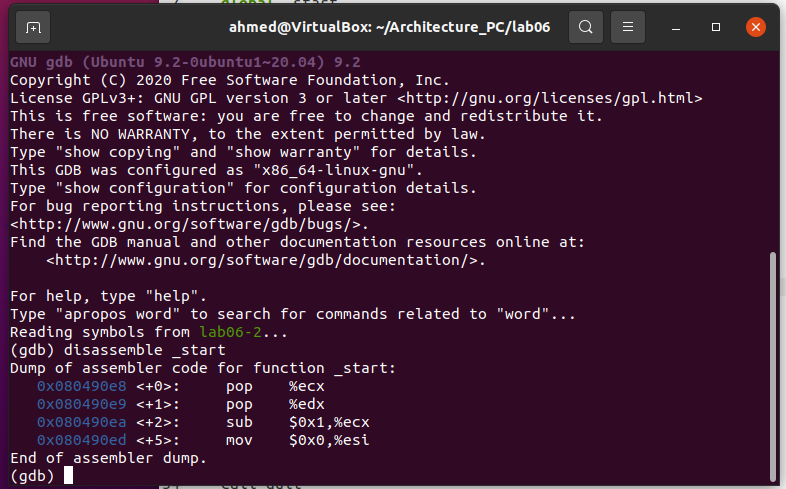 global _start
ahmed@VirtualBox: ~/Architecture_PC/lab06
GNU gdb (Ubuntu 9.2-0ubuntu1~20.04) 9.2
Copyright (C) 2020 Free Software Foundation, Inc.
License GPLv3+: GNU GPL version 3 or later <http://gnu.org/licenses/gpl.html>
This is free software: you are free to change and redistribute it.
There is NO WARRANTY, to the extent permitted by law.
Type "show copying" and "show warranty" for details.
This GDB was configured as "x86_64-linux-gnu".
Type "show configuration" for configuration details.
For bug reporting instructions, please see:
<http://www.gnu.org/software/gdb/bugs/>.
Find the GDB manual and other documentation resources online at:
    <http://www.gnu.org/software/gdb/documentation/>.

For help, type "help".
Type "apropos word" to search for commands related to "word"...
Reading symbols from lab06-2...
(gdb) disassemble _start
Dump of assembler code for function _start:
   0x080490e8 <+0>:     pop    %ecx
   0x080490e9 <+1>:     pop    %edx
   0x080490ea <+2>:     sub    $0x1,%ecx
   0x080490ed <+5>:     mov    $0x0,%esi
End of assembler dump.
(gdb)